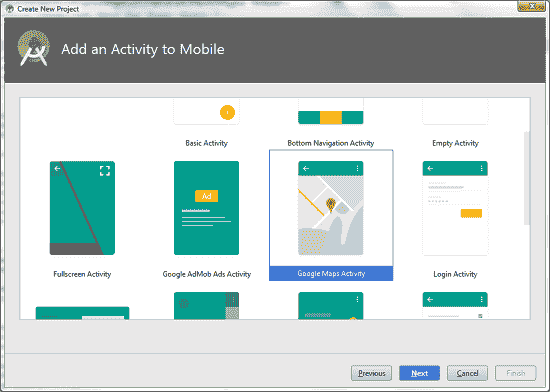 Create New Project
Add an Activity to Mobile
Basic Activity
Bottom Navigation Activity
Empty Activity
Ad
Fullscreen Activity
Google AdMob Ads Activity
Google Maps Activity
Login Activity
Previous
Next
Cancel
Finish